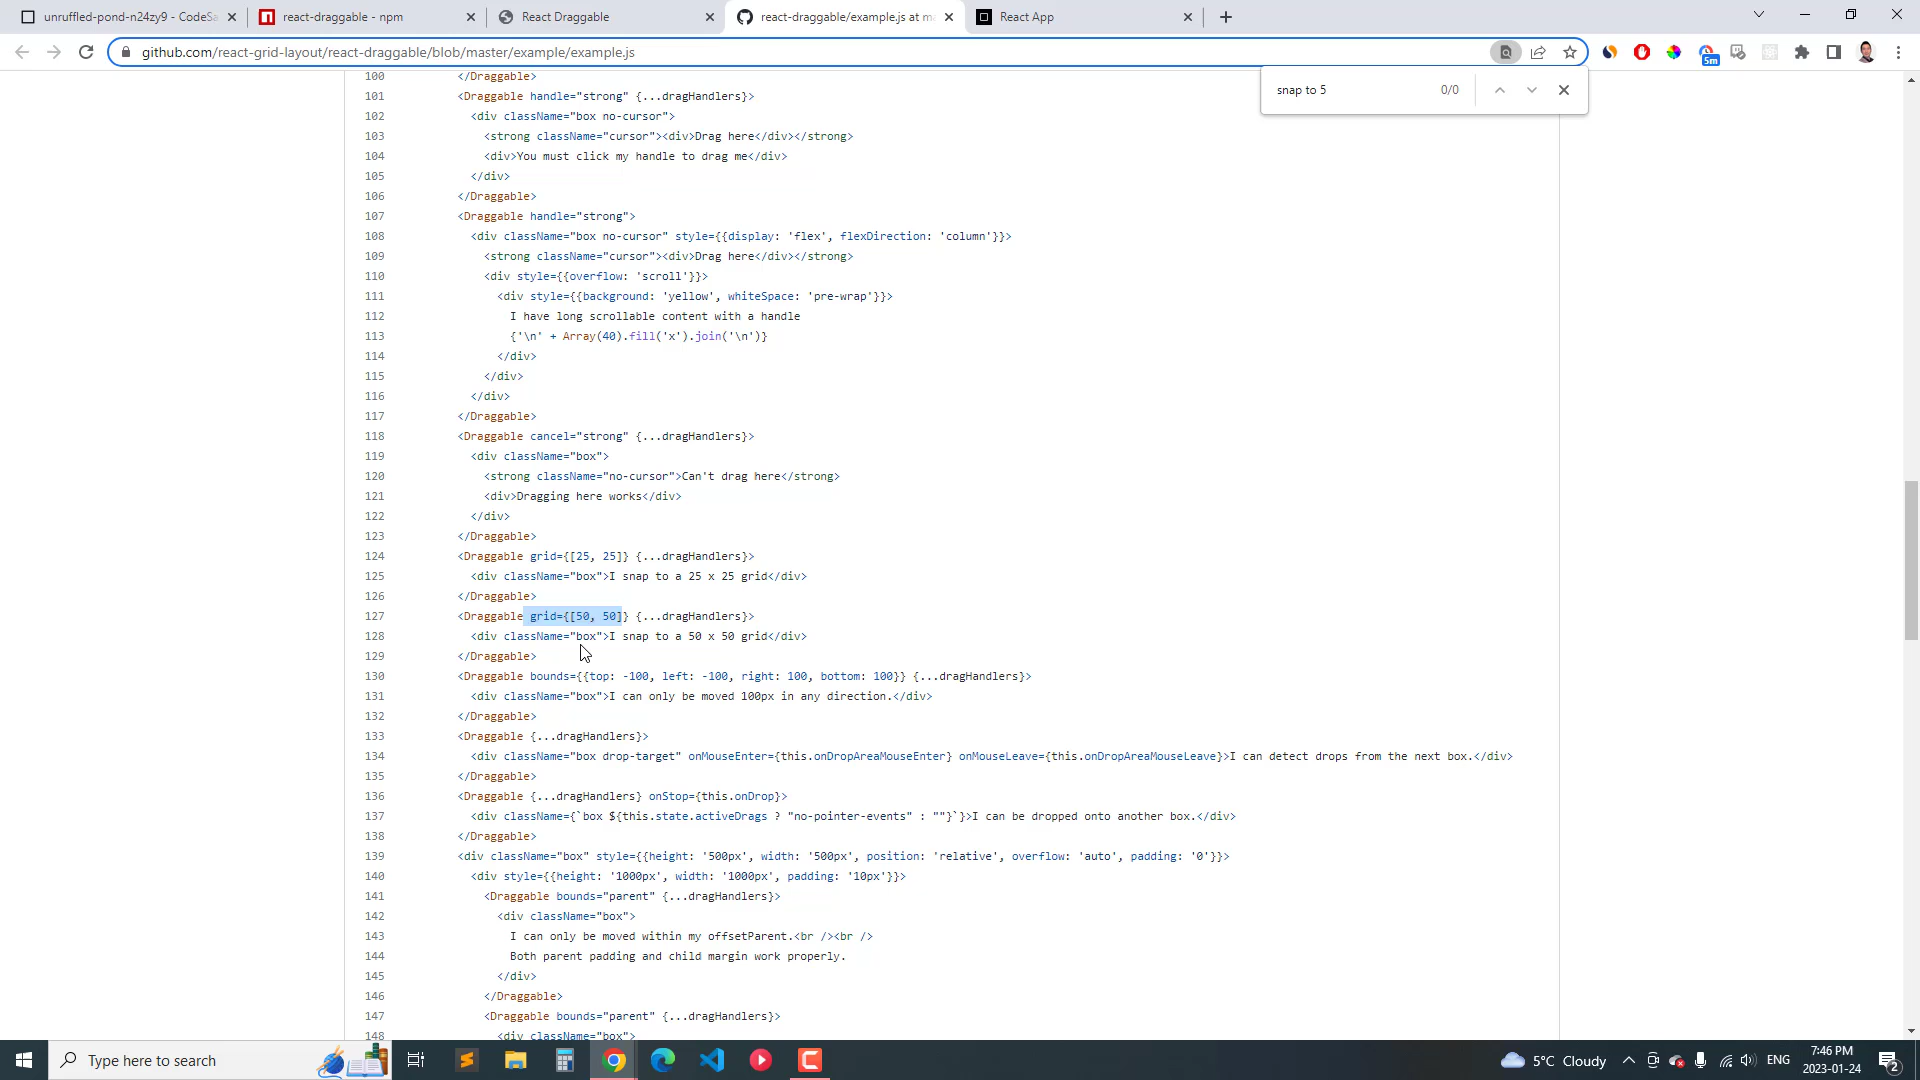 unruffled-pond-n24zy9 - CodeSa
react-draggable - npm
React Draggable
react-draggable/example.js at m
React App
github.com/react-grid-layout/react-draggable/blob/master/example/example.js
5m
snap to 5
0/0
100 </Draggable>
101 <Draggable handle="strong" {...dragHandlers}>
102 <div className="box no-cursor">
103 <strong className="cursor"><div>Drag here</div></strong>
104 <div>You must click my handle to drag me</div>
105 </div>
106 </Draggable>
107 <Draggable handle="strong">
108 <div className="box no-cursor" style={{display: 'flex', flexDirection: 'column'}}>
109 <strong className="cursor"><div>Drag here</div></strong>
110 <div style={{overflow: 'scroll'}}>
111 <div style={{background: 'yellow', whiteSpace: 'pre-wrap'}}>
112 I have long scrollable content with a handle
113 {'\n' + Array(40).fill('x').join('\n')}
114 </div>
115 </div>
116 </div>
117 </Draggable>
118 <Draggable cancel="strong" {...dragHandlers}>
119 <div className="box">
120 <strong className="no-cursor">Can't drag here</strong>
121 <div>Dragging here works</div>
122 </div>
123 </Draggable>
124 <Draggable grid={[25, 25]} {...dragHandlers}>
125 <div className="box">I snap to a 25 x 25 grid</div>
126 </Draggable>
127 <Draggable grid={[50, 50]} {...dragHandlers}>
128 <div className="box">I snap to a 50 x 50 grid</div>
129 </Draggable>
130 <Draggable bounds={{top: -100, left: -100, right: 100, bottom: 100}} {...dragHandlers}>
131 <div className="box">I can only be moved 100px in any direction.</div>
132 </Draggable>
133 <Draggable {...dragHandlers}>
134 <div className="box drop-target" onMouseEnter={this.onDropAreaMouseEnter} onMouseLeave={this.onDropAreaMouseLeave}>I can detect drops from the next box.</div>
135 </Draggable>
136 <Draggable {...dragHandlers} onStop={this.onDrop}>
137 <div className={`box ${this.state.activeDrags ? "no-pointer-events" : ""}`}>I can be dropped onto another box.</div>
138 </Draggable>
139 <div className="box" style={{height: '500px', width: '500px', position: 'relative', overflow: 'auto', padding: '0'}}>
140 <div style={{height: '1000px', width: '1000px', padding: '10px'}}>
141 <Draggable bounds="parent" {...dragHandlers}>
142 <div className="box">
143 I can only be moved within my offsetParent.<br /><br />
144 Both parent padding and child margin work properly.
145 </div>
146 </Draggable>
147 <Draggable bounds="parent" {...dragHandlers}>
148 <div className="box">
Type here to search
5°C Cloudy
ENG
7:46 PM
2023-01-24
2